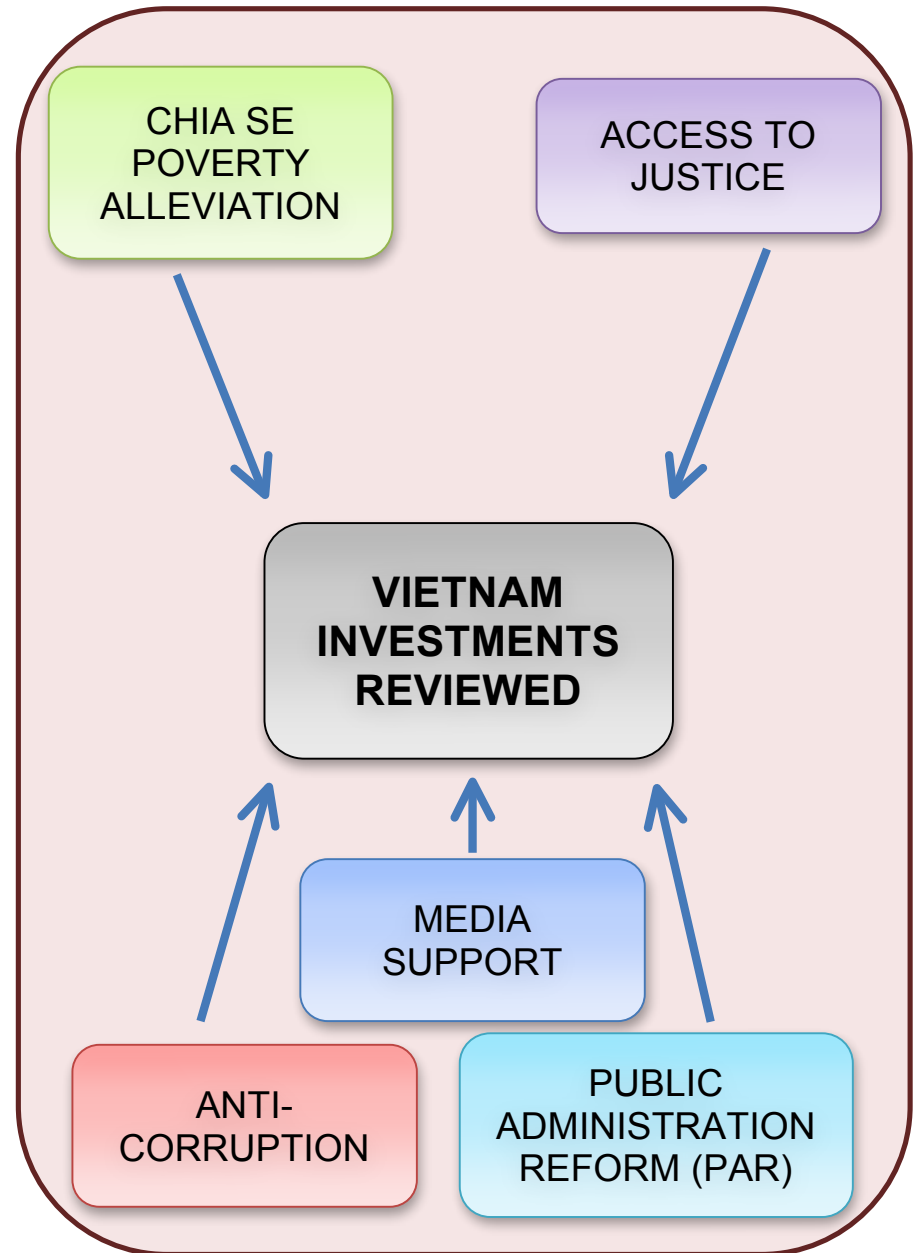 CHIA SE
POVERTY
ALLEVIATION
ACCESS TO
JUSTICE
VIETNAM
INVESTMENTS
REVIEWED
MEDIA
SUPPORT
ANTI-
CORRUPTION
PUBLIC
ADMINISTRATION
REFORM (PAR)